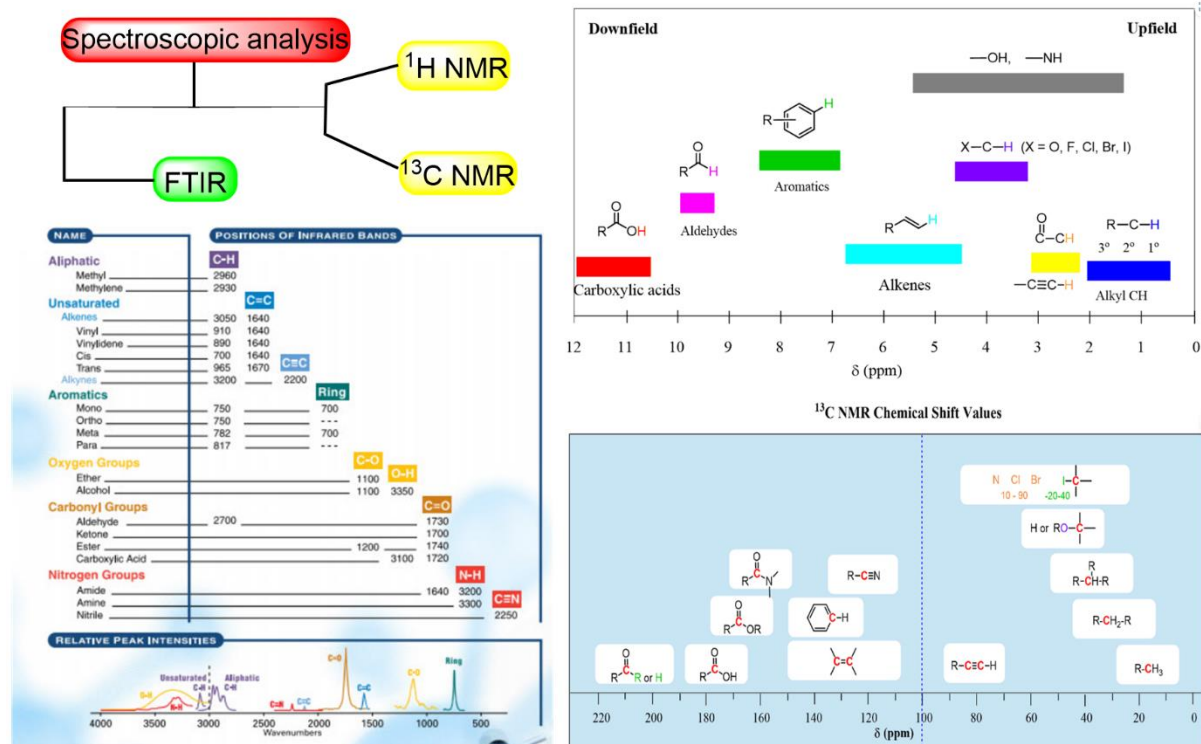 Spectroscopic analysis
¹H NMR
¹³C NMR
FTIR
NAME
POSITIONS OF INFRARED BANDS
Aliphatic C-H
Methyl 2960
Methylene 2930
Unsaturated C=C
Alkenes 3050 1640
Vinyl 910 1640
Vinylidene 890 1640
Cis 700 1640
Trans 965 1670 C≡C
Alkynes 3200 2200
Aromatics Ring
Mono 750 700
Ortho 750 ---
Meta 782 700
Para 817 ---
Oxygen Groups C-O O-H
Ether 1100
Alcohol 1100 3350
Carbonyl Groups C=O
Aldehyde 2700 1730
Ketone 1700
Ester 1200 1740
Carboxylic Acid 3100 1720
Nitrogen Groups N-H
Amide 1640 3200
Amine 3300 C≡N
Nitrile 2250
RELATIVE PEAK INTENSITIES
O-H
N-H
Unsaturated C-H
Aliphatic C-H
C≡N
C≡C
C=O
C=C
C-O
Ring
4000 3500 3000 2500 2000 1500 1000 500
Wavenumbers
Downfield Upfield
—OH, —NH
R H
X—C—H (X = O, F, Cl, Br, I)
Aromatics
R O H
Aldehydes
R O OH
Carboxylic acids
R H
Alkenes
O C—CH
—C≡C—H
R—C—H
3º 2º 1º
Alkyl CH
12 11 10 9 8 7 6 5 4 3 2 1 0
δ (ppm)
¹³C NMR Chemical Shift Values
N Cl Br I-C
10 - 90 -20-40
H or RO-C
R
R-CH-R
R-CH₂-R
R-CH₃
R-C≡C-H
O
R C N
R-C≡N
O
R C OR
C-H
C=C
O
R C R or H
O
R C OH
220 200 180 160 140 120 100 80 60 40 20 0
δ (ppm)